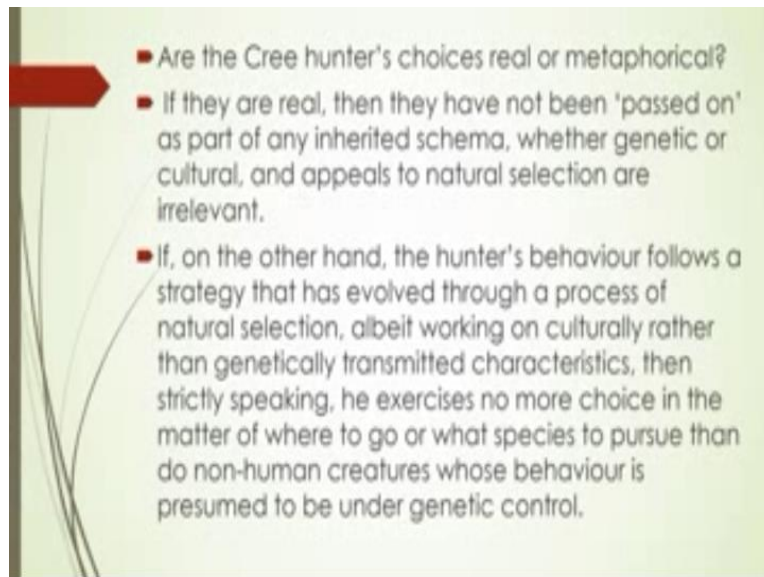 Are the Cree hunter's choices real or metaphorical?
If they are real, then they have not been 'passed on'
as part of any inherited schema, whether genetic or
cultural, and appeals to natural selection are
irrelevant.
If, on the other hand, the hunter's behaviour follows a
strategy that has evolved through a process of
natural selection, albeit working on culturally rather
than genetically transmitted characteristics, then
strictly speaking, he exercises no more choice in the
matter of where to go or what species to pursue than
do non-human creatures whose behaviour is
presumed to be under genetic control.